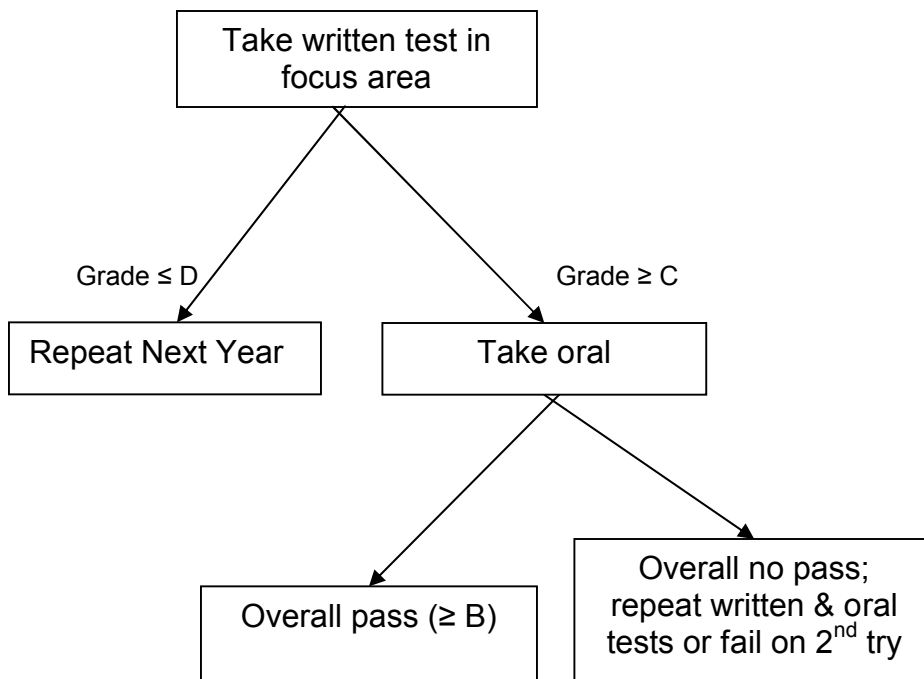 Take written test in
focus area
Grade ≤ D
Grade ≥ C
Repeat Next Year
Take oral
Overall pass (≥ B)
Overall no pass;
repeat written & oral
tests or fail on 2nd try